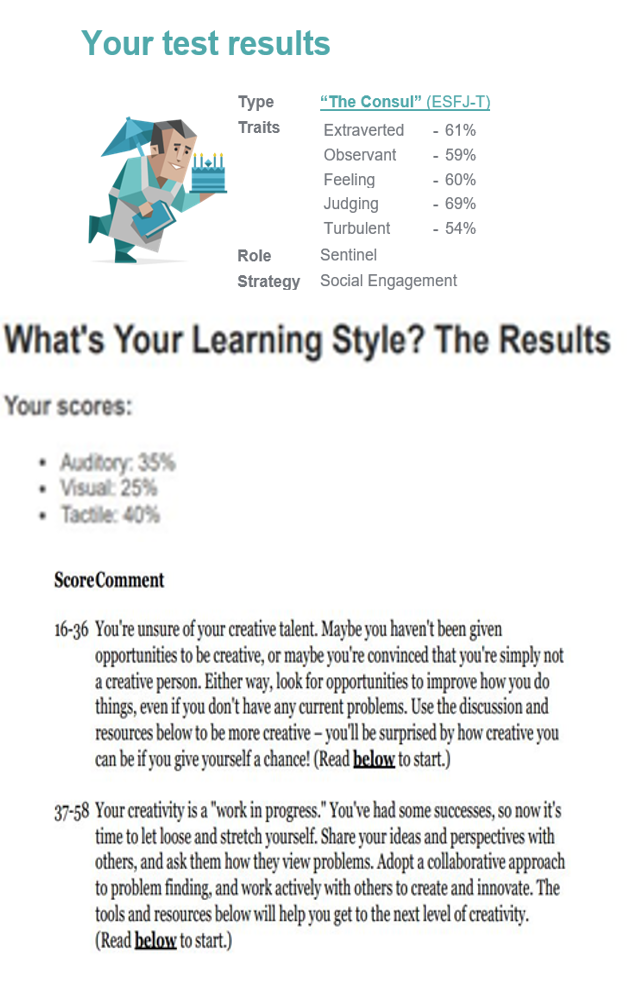 Your test results
Type “The Consul” (ESFJ-T)
Traits Extraverted - 61%
Observant - 59%
Feeling - 60%
Judging - 69%
Turbulent - 54%
Role Sentinel
Strategy Social Engagement
What's Your Learning Style? The Results
Your scores:
• Auditory: 35%
• Visual: 25%
• Tactile: 40%
Score Comment
16-36 You're unsure of your creative talent. Maybe you haven't been given
opportunities to be creative, or maybe you're convinced that you're simply not
a creative person. Either way, look for opportunities to improve how you do
things, even if you don't have any current problems. Use the discussion and
resources below to be more creative – you'll be surprised by how creative you
can be if you give yourself a chance! (Read below to start.)
37-58 Your creativity is a "work in progress." You've had some successes, so now it's
time to let loose and stretch yourself. Share your ideas and perspectives with
others, and ask them how they view problems. Adopt a collaborative approach
to problem finding, and work actively with others to create and innovate. The
tools and resources below will help you get to the next level of creativity.
(Read below to start.)